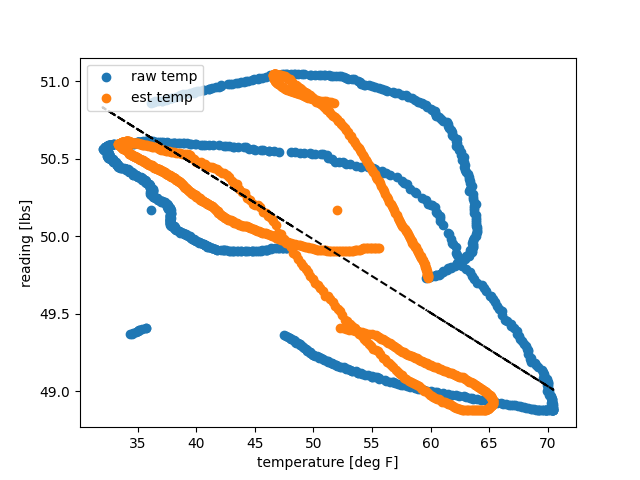 raw temp
est temp
51.0
50.5
50.0
49.5
49.0
reading [lbs]
35 40 45 50 55 60 65 70
temperature [deg F]